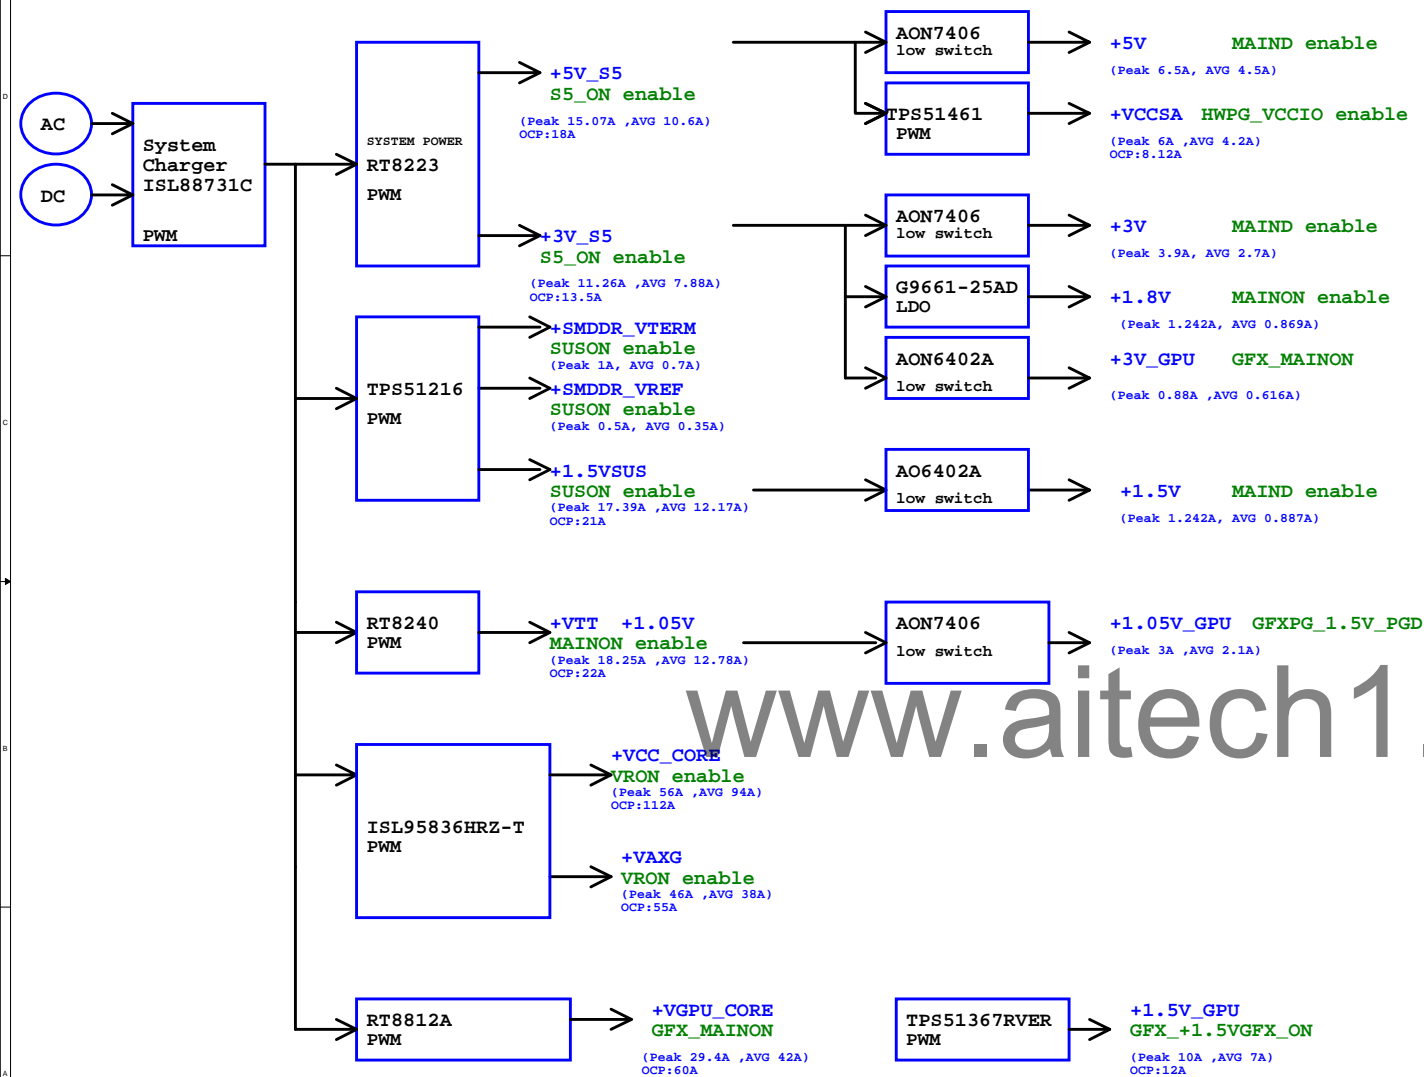 AC
DC
System
Charger
ISL88731C
PWM
SYSTEM POWER
RT8223
PWM
+5V_S5
S5_ON enable
(Peak 15.07A ,AVG 10.6A)
OCP:18A
+3V_S5
S5_ON enable
(Peak 11.26A ,AVG 7.88A)
OCP:13.5A
AON7406
low switch
+5V MAIND enable
(Peak 6.5A, AVG 4.5A)
TPS51461
PWM
+VCCSA HWPG_VCCIO enable
(Peak 6A ,AVG 4.2A)
OCP:8.12A
AON7406
low switch
+3V MAIND enable
(Peak 3.9A, AVG 2.7A)
G9661-25AD
LDO
+1.8V MAINON enable
(Peak 1.242A, AVG 0.869A)
AON6402A
low switch
+3V_GPU GFX_MAINON
(Peak 0.88A ,AVG 0.616A)
TPS51216
PWM
+SMDDR_VTERM
SUSON enable
(Peak 1A, AVG 0.7A)
+SMDDR_VREF
SUSON enable
(Peak 0.5A, AVG 0.35A)
+1.5VSUS
SUSON enable
(Peak 17.39A ,AVG 12.17A)
OCP:21A
AO6402A
low switch
+1.5V MAIND enable
(Peak 1.242A, AVG 0.887A)
RT8240
PWM
+VTT +1.05V
MAINON enable
(Peak 18.25A ,AVG 12.78A)
OCP:22A
AON7406
low switch
+1.05V_GPU GFXPG_1.5V_PGD
(Peak 3A ,AVG 2.1A)
www.aitech1.
ISL95836HRZ-T
PWM
+VCC_CORE
VRON enable
(Peak 56A ,AVG 94A)
OCP:112A
+VAXG
VRON enable
(Peak 46A ,AVG 38A)
OCP:55A
RT8812A
PWM
+VGPU_CORE
GFX_MAINON
(Peak 29.4A ,AVG 42A)
OCP:60A
TPS51367RVER
PWM
+1.5V_GPU
GFX_+1.5VGFX_ON
(Peak 10A ,AVG 7A)
OCP:12A
D
C
B
A